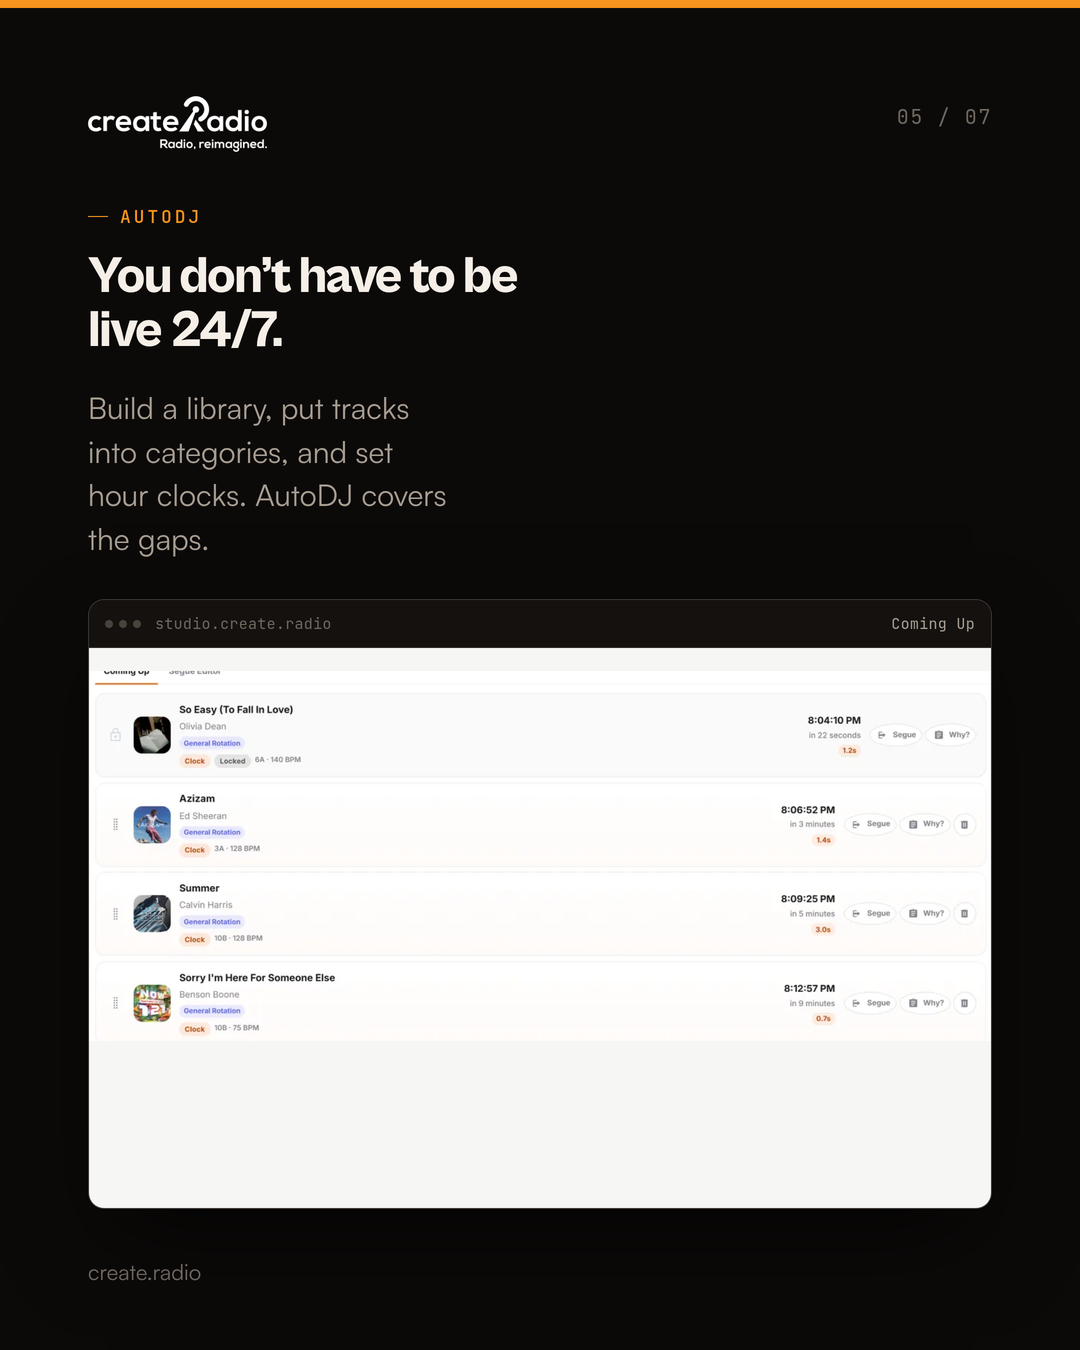 createRadio
Radio, reimagined.
05 / 07
— AUTODJ
You don’t have to be
live 24/7.
Build a library, put tracks
into categories, and set
hour clocks. AutoDJ covers
the gaps.
studio.create.radio
Coming Up
Coming Up Segue Editor
So Easy (To Fall In Love)
Olivia Dean
General Rotation
Clock Locked 6A · 140 BPM
8:04:10 PM
in 22 seconds
1.2s
Segue Why?
Azizam
Ed Sheeran
General Rotation
Clock 3A · 128 BPM
8:06:52 PM
in 3 minutes
1.4s
Segue Why?
Summer
Calvin Harris
General Rotation
Clock 10B · 128 BPM
8:09:25 PM
in 5 minutes
3.0s
Segue Why?
Now
Sorry I'm Here For Someone Else
Benson Boone
General Rotation
Clock 10B · 75 BPM
8:12:57 PM
in 9 minutes
0.7s
Segue Why?
create.radio